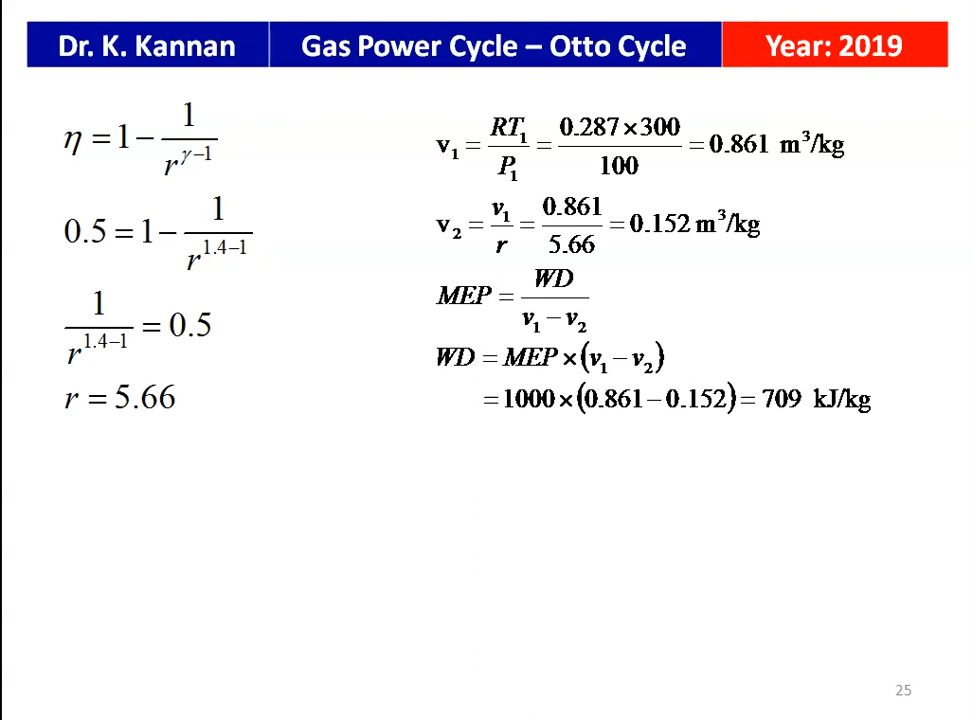 Dr. K. Kannan
Gas Power Cycle – Otto Cycle
Year: 2019
η = 1 − 1/r^(γ−1)
0.5 = 1 − 1/r^(1.4−1)
1/r^(1.4−1) = 0.5
r = 5.66
v₁ = RT₁/P₁ = (0.287×300)/100 = 0.861 m³/kg
v₂ = v₁/r = 0.861/5.66 = 0.152 m³/kg
MEP = WD/(v₁ − v₂)
WD = MEP × (v₁ − v₂)
= 1000 × (0.861 − 0.152) = 709 kJ/kg
25